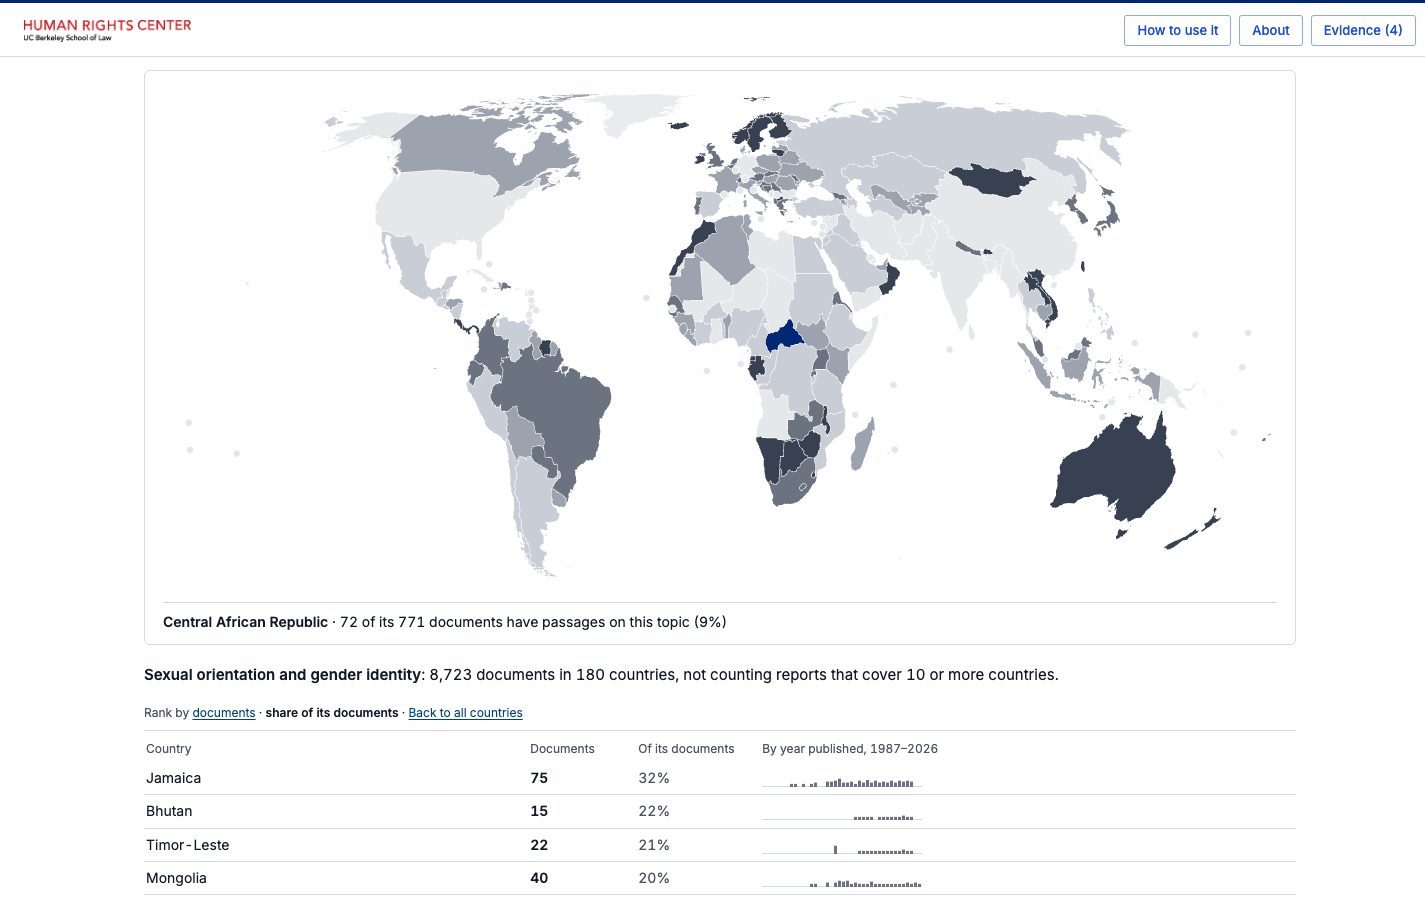 HUMAN RIGHTS CENTER
UC Berkeley School of Law
How to use it
About
Evidence (4)
Central African Republic · 72 of its 771 documents have passages on this topic (9%)
Sexual orientation and gender identity: 8,723 documents in 180 countries, not counting reports that cover 10 or more countries.
Rank by documents · share of its documents · Back to all countries
Country Documents Of its documents By year published, 1987–2026
Jamaica 75 32%
Bhutan 15 22%
Timor-Leste 22 21%
Mongolia 40 20%